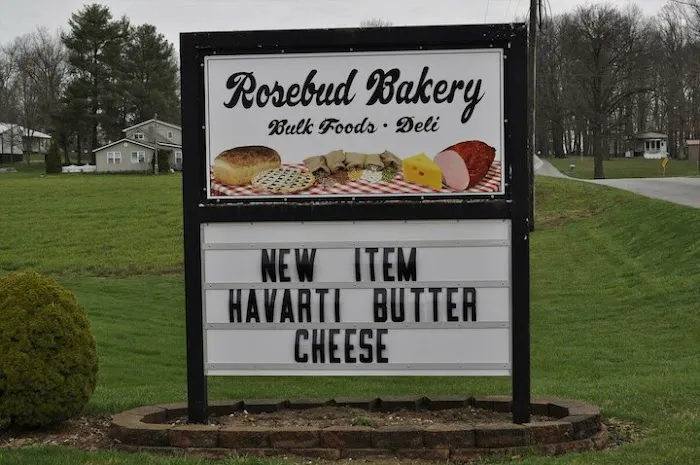 Rosebud Bakery
Bulk Foods · Deli
NEW ITEM
HAVARTI BUTTER
CHEESE